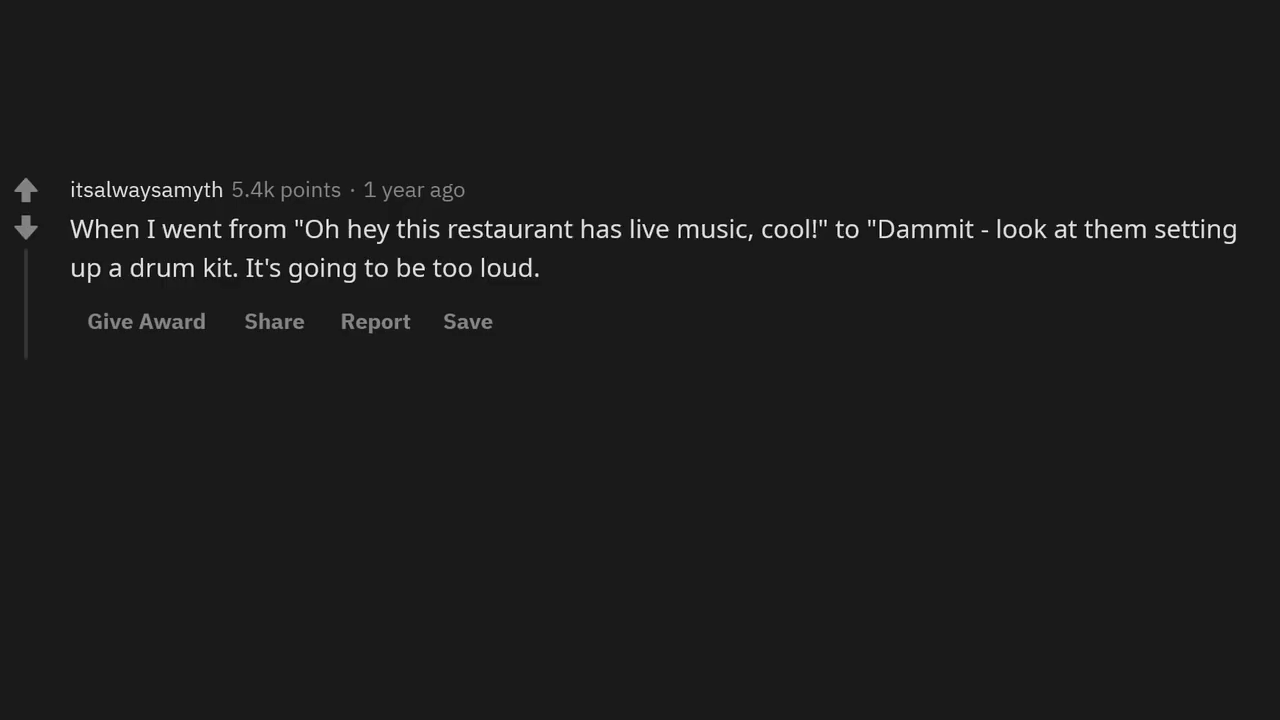 itsalwaysamyth 5.4k points · 1 year ago
When I went from "Oh hey this restaurant has live music, cool!" to "Dammit - look at them setting
up a drum kit. It's going to be too loud.
Give Award Share Report Save